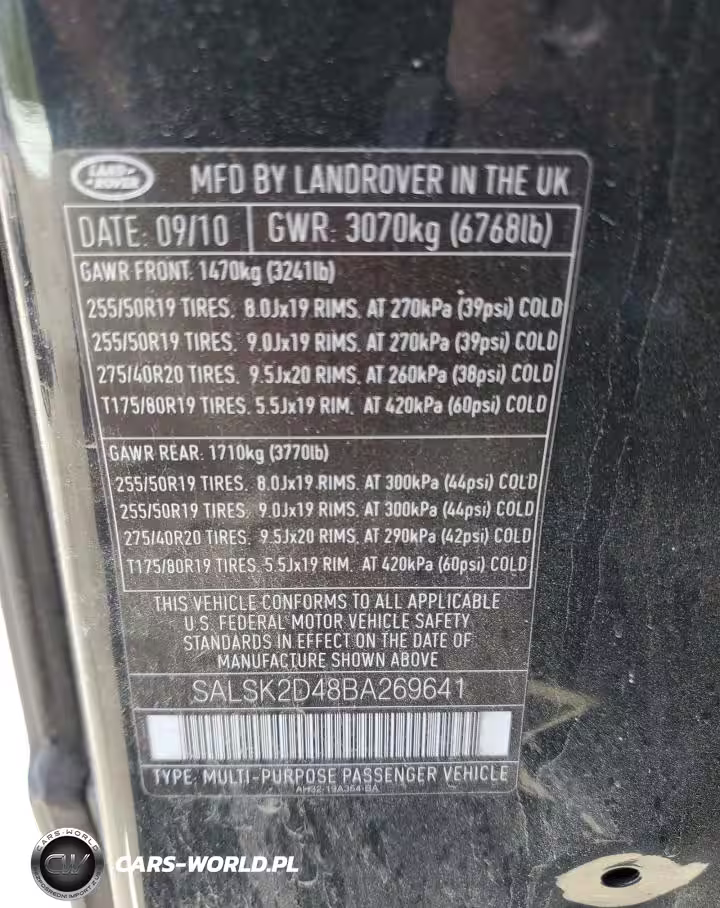 LAND-
-ROVER
MFD BY LANDROVER IN THE UK
DATE: 09/10 GWR: 3070kg (6768lb)
GAWR FRONT: 1470kg (3241lb)
255/50R19 TIRES. 8.0Jx19 RIMS. AT 270kPa (39psi) COLD
255/50R19 TIRES. 9.0Jx19 RIMS. AT 270kPa (39psi) COLD
275/40R20 TIRES. 9.5Jx20 RIMS. AT 260kPa (38psi) COLD
T175/80R19 TIRES. 5.5Jx19 RIM. AT 420kPa (60psi) COLD
GAWR REAR: 1710kg (3770lb)
255/50R19 TIRES. 8.0Jx19 RIMS. AT 300kPa (44psi) COLD
255/50R19 TIRES. 9.0Jx19 RIMS. AT 300kPa (44psi) COLD
275/40R20 TIRES. 9.5Jx20 RIMS. AT 290kPa (42psi) COLD
T175/80R19 TIRES. 5.5Jx19 RIM. AT 420kPa (60psi) COLD
THIS VEHICLE CONFORMS TO ALL APPLICABLE
U.S. FEDERAL MOTOR VEHICLE SAFETY
STANDARDS IN EFFECT ON THE DATE OF
MANUFACTURE SHOWN ABOVE
SALSK2D48BA269641
TYPE: MULTI-PURPOSE PASSENGER VEHICLE
AH32-19A364-BA
CARS-WORLD
CW
CARS-WORLD.PL